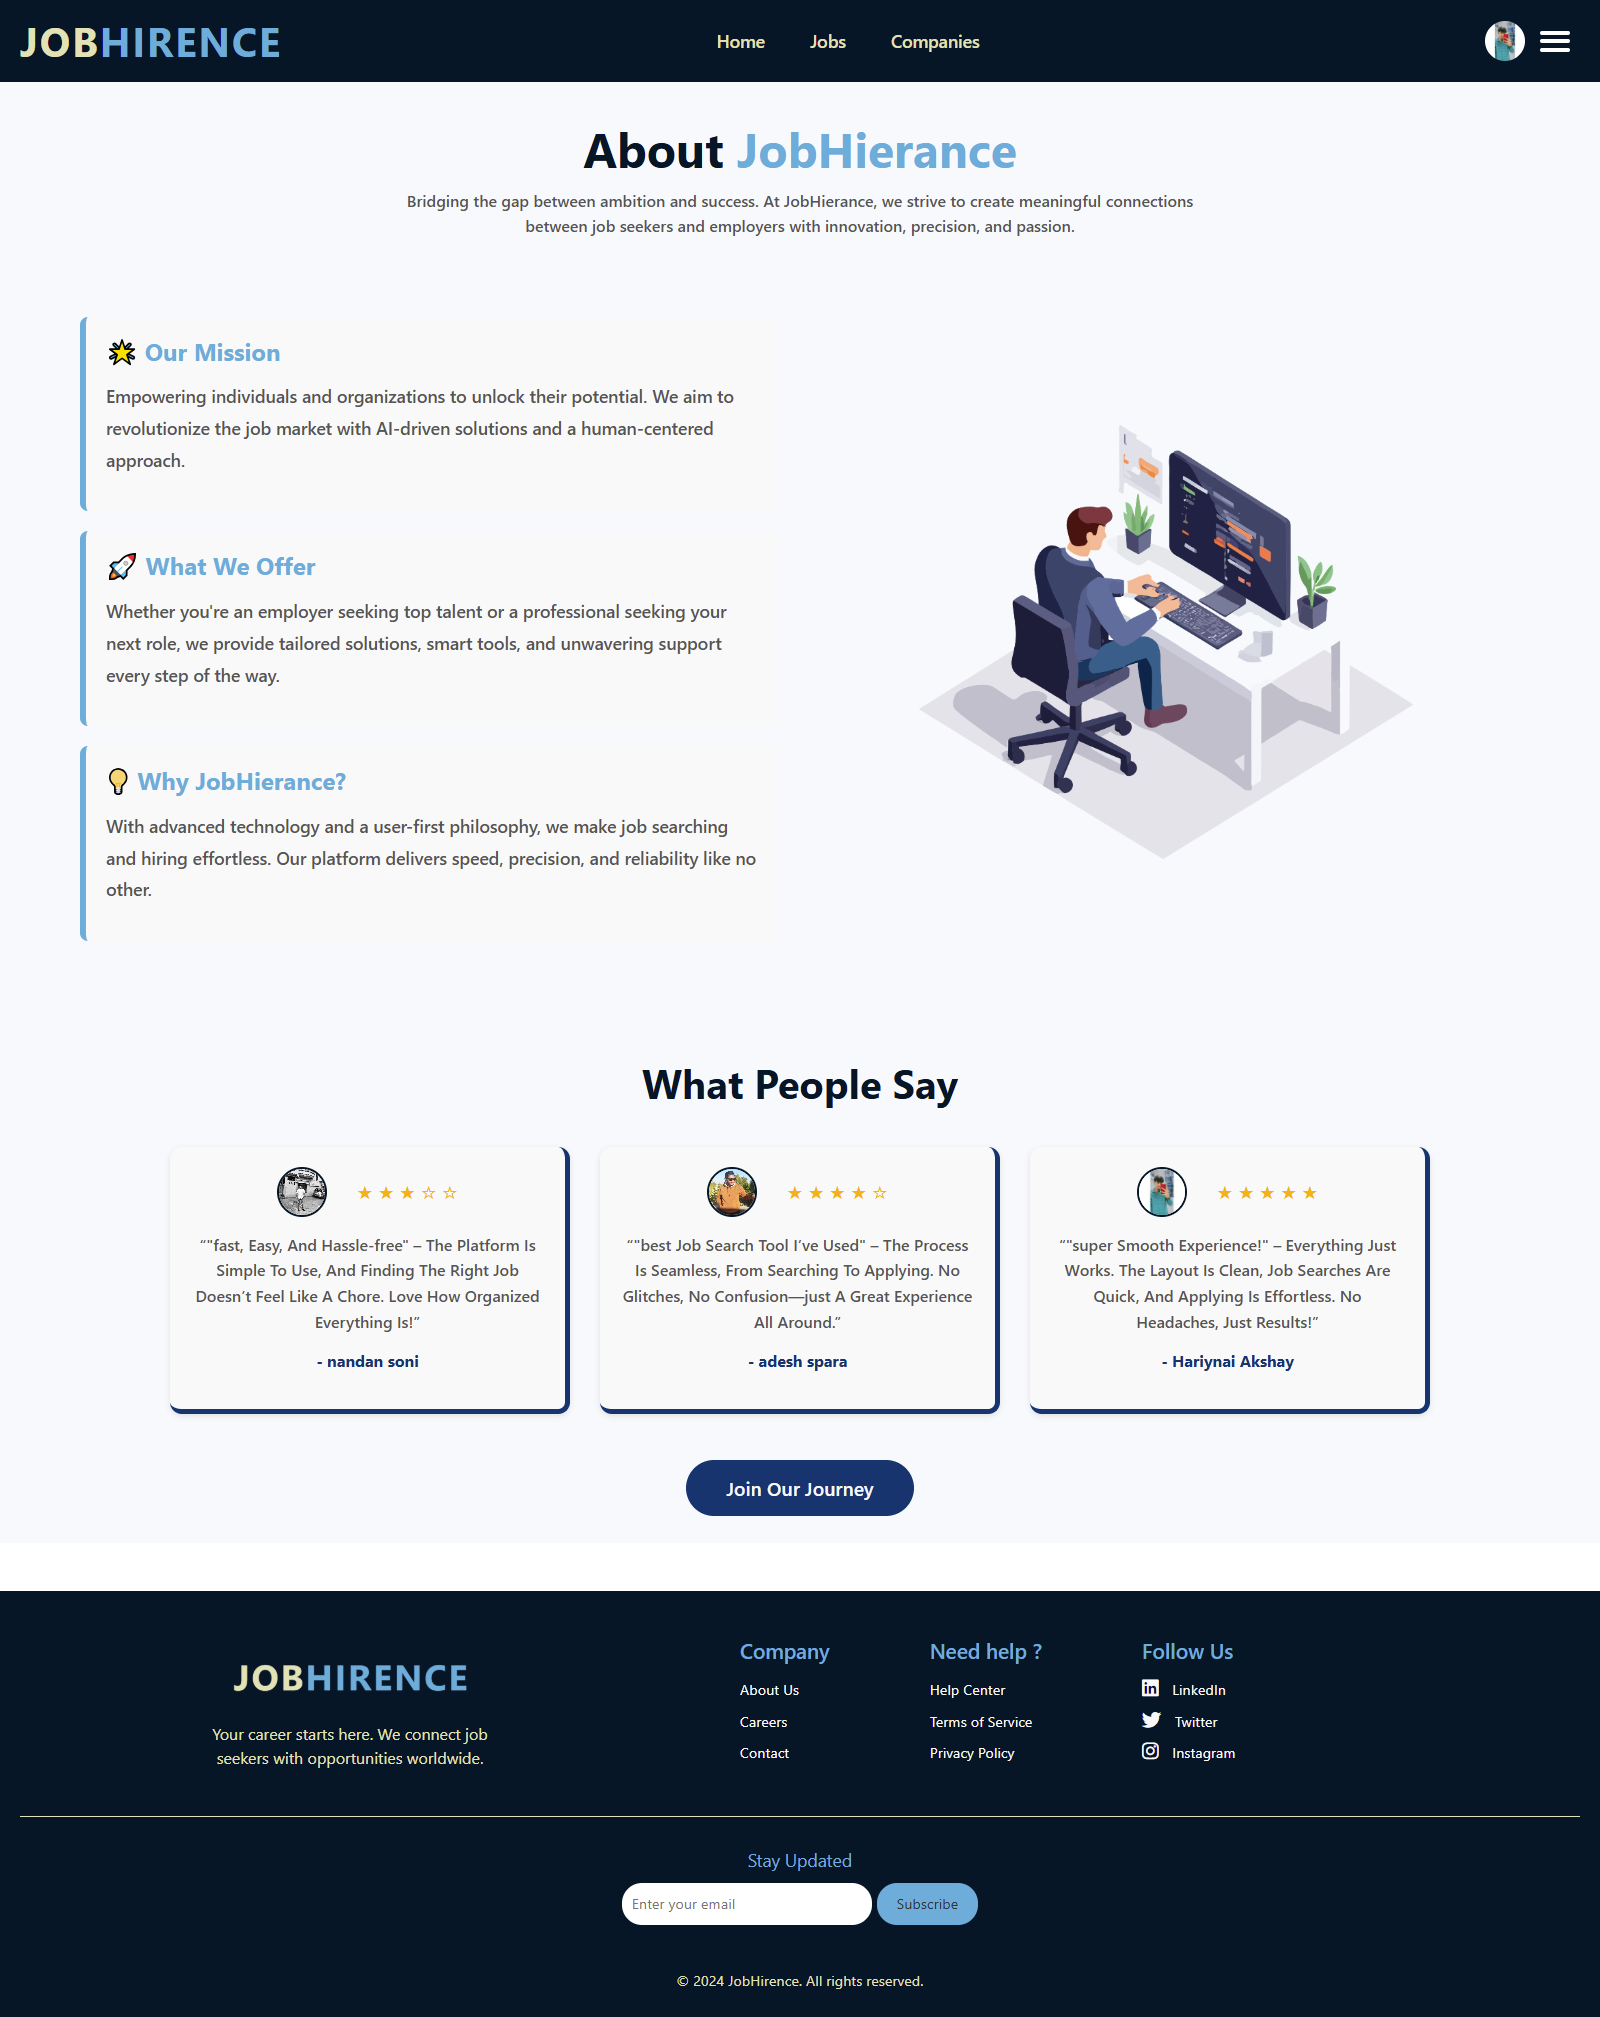 JOBHIRENCE
Home
Jobs
Companies
About JobHierance
Bridging the gap between ambition and success. At JobHierance, we strive to create meaningful connections
between job seekers and employers with innovation, precision, and passion.
🌟 Our Mission
Empowering individuals and organizations to unlock their potential. We aim to
revolutionize the job market with AI-driven solutions and a human-centered
approach.
🚀 What We Offer
Whether you're an employer seeking top talent or a professional seeking your
next role, we provide tailored solutions, smart tools, and unwavering support
every step of the way.
💡 Why JobHierance?
With advanced technology and a user-first philosophy, we make job searching
and hiring effortless. Our platform delivers speed, precision, and reliability like no
other.
What People Say
★ ★ ★ ☆ ☆
“"fast, Easy, And Hassle-free" – The Platform Is
Simple To Use, And Finding The Right Job
Doesn’t Feel Like A Chore. Love How Organized
Everything Is!”
- nandan soni
★ ★ ★ ★ ☆
“"best Job Search Tool I’ve Used" – The Process
Is Seamless, From Searching To Applying. No
Glitches, No Confusion—just A Great Experience
All Around.”
- adesh spara
★ ★ ★ ★ ★
“"super Smooth Experience!" – Everything Just
Works. The Layout Is Clean, Job Searches Are
Quick, And Applying Is Effortless. No
Headaches, Just Results!”
- Hariynai Akshay
Join Our Journey
JOBHIRENCE
Your career starts here. We connect job
seekers with opportunities worldwide.
Company
About Us
Careers
Contact
Need help ?
Help Center
Terms of Service
Privacy Policy
Follow Us
LinkedIn
Twitter
Instagram
Stay Updated
Enter your email
Subscribe
© 2024 JobHirence. All rights reserved.